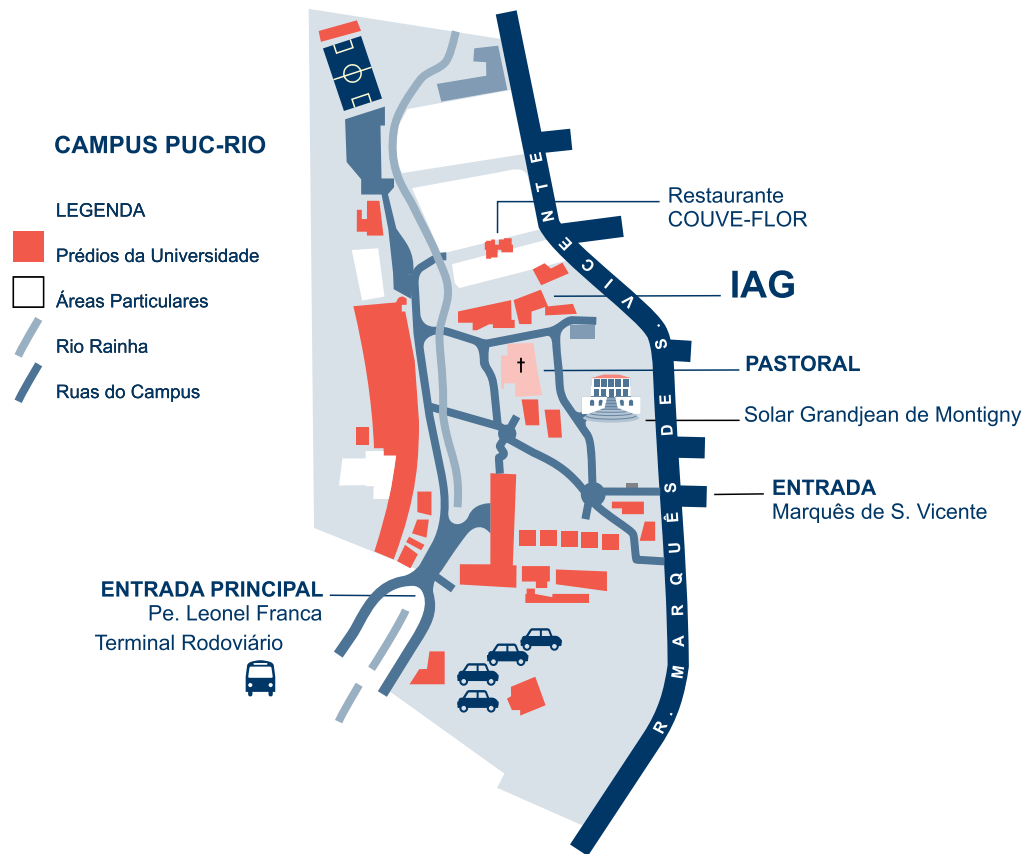 CAMPUS PUC-RIO
LEGENDA
Prédios da Universidade
Áreas Particulares
Rio Rainha
Ruas do Campus
Restaurante
COUVE-FLOR
IAG
PASTORAL
Solar Grandjean de Montigny
ENTRADA
Marquês de S. Vicente
ENTRADA PRINCIPAL
Pe. Leonel Franca
Terminal Rodoviário
R. MARQUÊS DE S. VICENTE